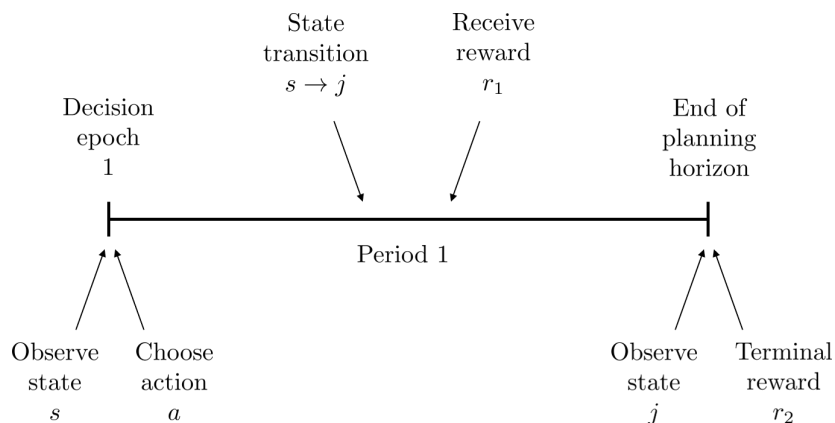 State
transition
s → j
Receive
reward
r₁
Decision
epoch
1
End of
planning
horizon
Period 1
Observe
state
s
Choose
action
a
Observe
state
j
Terminal
reward
r₂